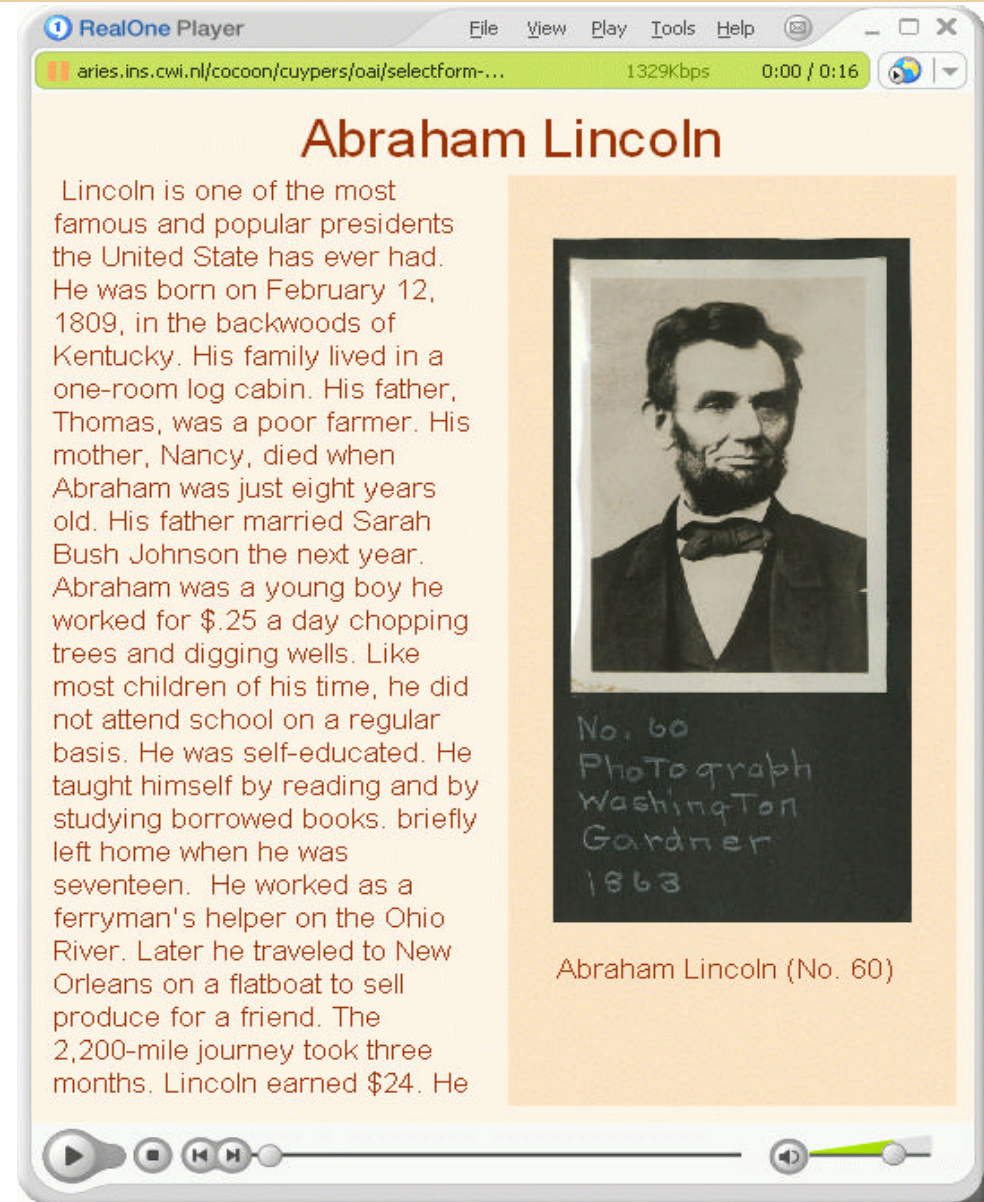 RealOne Player
File View Play Tools Help
aries.ins.cwi.nl/cocoon/cuypers/oai/selectform-... 1329Kbps 0:00 / 0:16
Abraham Lincoln
Lincoln is one of the most
famous and popular presidents
the United State has ever had.
He was born on February 12,
1809, in the backwoods of
Kentucky. His family lived in a
one-room log cabin. His father,
Thomas, was a poor farmer. His
mother, Nancy, died when
Abraham was just eight years
old. His father married Sarah
Bush Johnson the next year.
Abraham was a young boy he
worked for $.25 a day chopping
trees and digging wells. Like
most children of his time, he did
not attend school on a regular
basis. He was self-educated. He
taught himself by reading and by
studying borrowed books. briefly
left home when he was
seventeen. He worked as a
ferryman's helper on the Ohio
River. Later he traveled to New
Orleans on a flatboat to sell
produce for a friend. The
2,200-mile journey took three
months. Lincoln earned $24. He
No. 60
PhoTograph
WashingTon
Gardner
1863
Abraham Lincoln (No. 60)